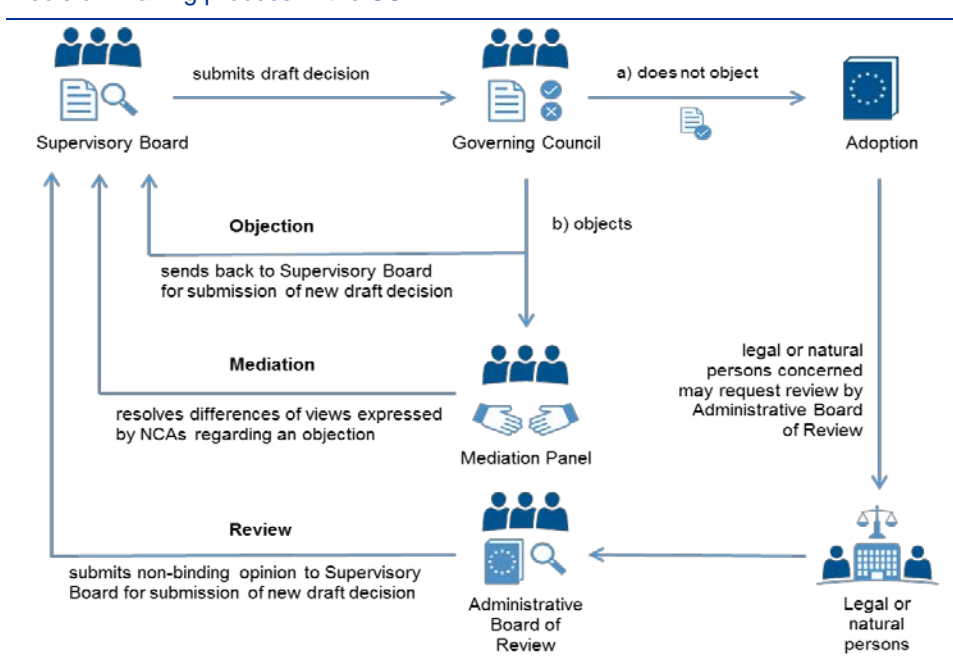 submits draft decision
a) does not object
Supervisory Board
Governing Council
Adoption
b) objects
Objection
sends back to Supervisory Board
for submission of new draft decision
Mediation
resolves differences of views expressed
by NCAs regarding an objection
Mediation Panel
legal or natural
persons concerned
may request review by
Administrative Board
of Review
Review
submits non-binding opinion to Supervisory
Board for submission of new draft decision
Administrative
Board of
Review
Legal or
natural
persons